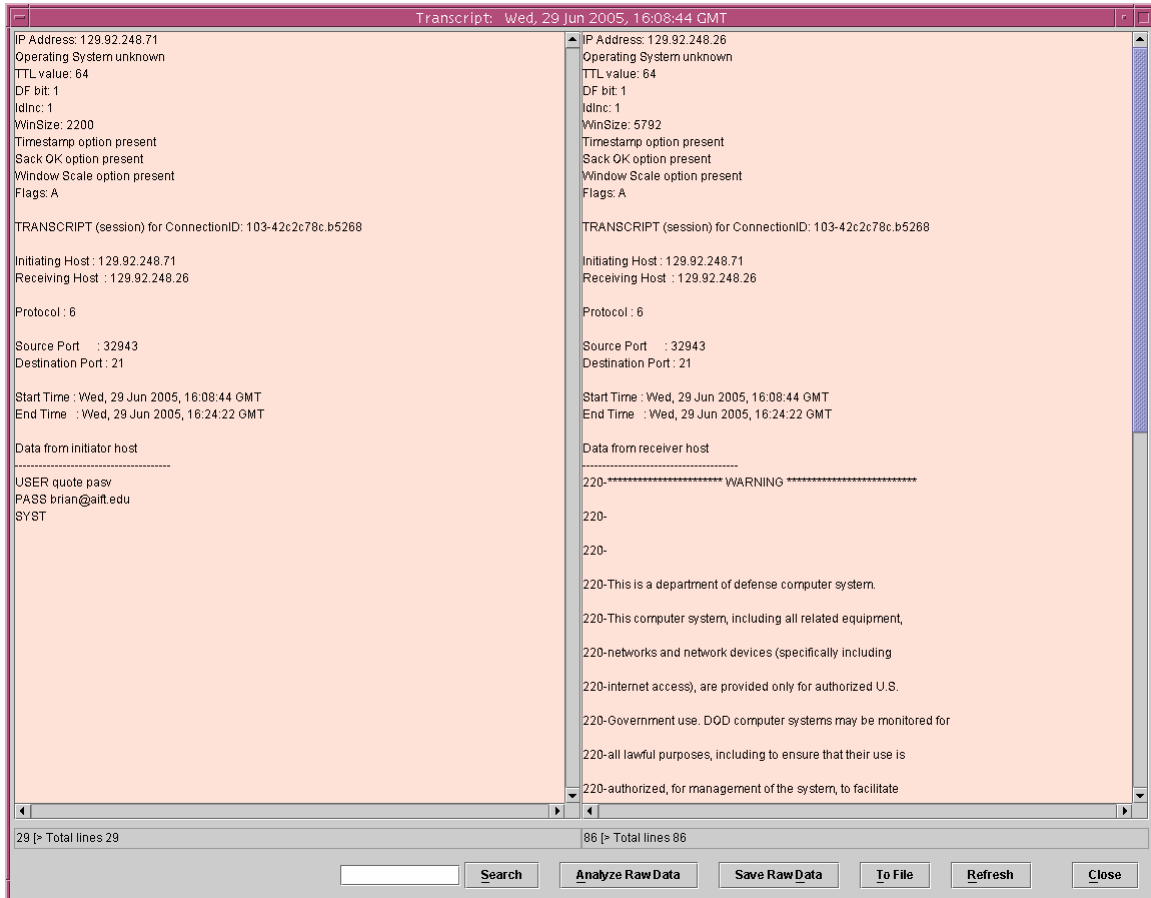 Transcript: Wed, 29 Jun 2005, 16:08:44 GMT
IP Address: 129.92.248.71
Operating System unknown
TTL value: 64
DF bit: 1
IdInc: 1
WinSize: 2200
Timestamp option present
Sack OK option present
Window Scale option present
Flags: A
TRANSCRIPT (session) for ConnectionID: 103-42c2c78c.b5268
Initiating Host : 129.92.248.71
Receiving Host : 129.92.248.26
Protocol : 6
Source Port : 32943
Destination Port : 21
Start Time : Wed, 29 Jun 2005, 16:08:44 GMT
End Time : Wed, 29 Jun 2005, 16:24:22 GMT
Data from initiator host
---------------------------------------
USER quote pasv
PASS brian@aift.edu
SYST
29 [> Total lines 29
IP Address: 129.92.248.26
Operating System unknown
TTL value: 64
DF bit: 1
IdInc: 1
WinSize: 5792
Timestamp option present
Sack OK option present
Window Scale option present
Flags: A
TRANSCRIPT (session) for ConnectionID: 103-42c2c78c.b5268
Initiating Host : 129.92.248.71
Receiving Host : 129.92.248.26
Protocol : 6
Source Port : 32943
Destination Port : 21
Start Time : Wed, 29 Jun 2005, 16:08:44 GMT
End Time : Wed, 29 Jun 2005, 16:24:22 GMT
Data from receiver host
---------------------------------------
220-*********************** WARNING **************************
220-
220-
220-This is a department of defense computer system.
220-This computer system, including all related equipment,
220-networks and network devices (specifically including
220-internet access), are provided only for authorized U.S.
220-Government use. DOD computer systems may be monitored for
220-all lawful purposes, including to ensure that their use is
220-authorized, for management of the system, to facilitate
86 [> Total lines 86
Search
Analyze Raw Data
Save Raw Data
To File
Refresh
Close